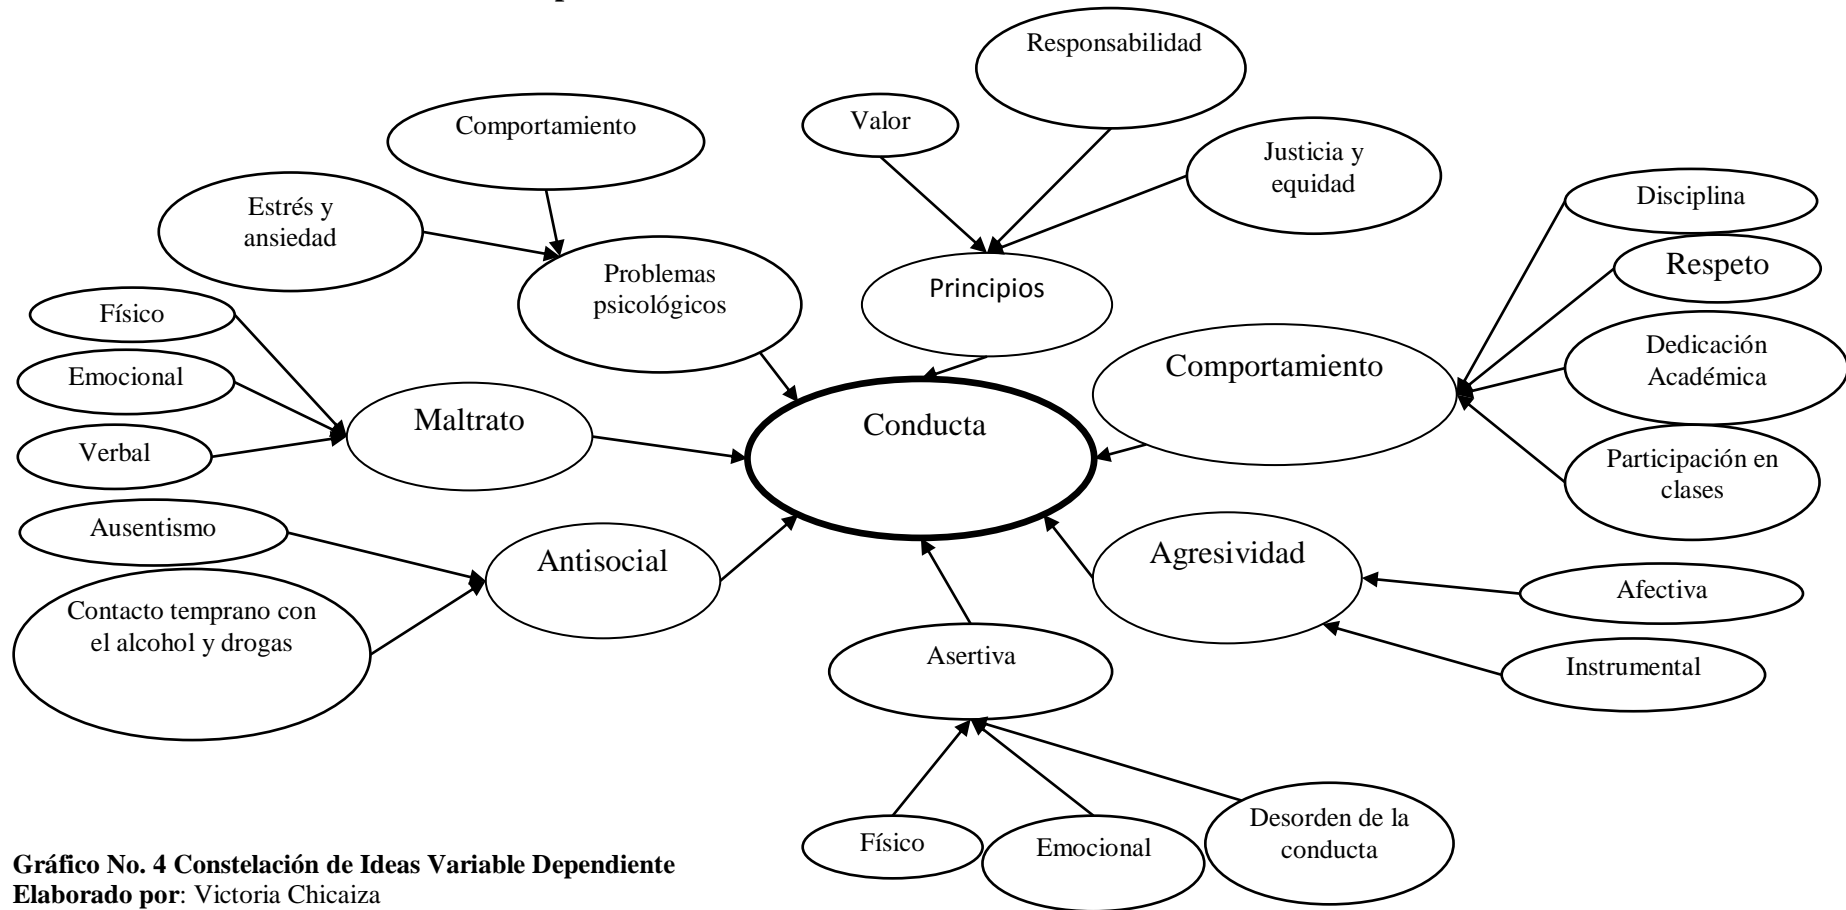 Responsabilidad
Valor
Comportamiento
Justicia y
equidad
Disciplina
Estrés y
ansiedad
Respeto
Problemas
psicológicos
Principios
Físico
Dedicación
Académica
Comportamiento
Emocional
Maltrato
Conducta
Verbal
Participación en
clases
Ausentismo
Antisocial
Agresividad
Afectiva
Contacto temprano con
el alcohol y drogas
Asertiva
Instrumental
Desorden de la
conducta
Físico
Emocional
Gráfico No. 4 Constelación de Ideas Variable Dependiente
Elaborado por: Victoria Chicaiza